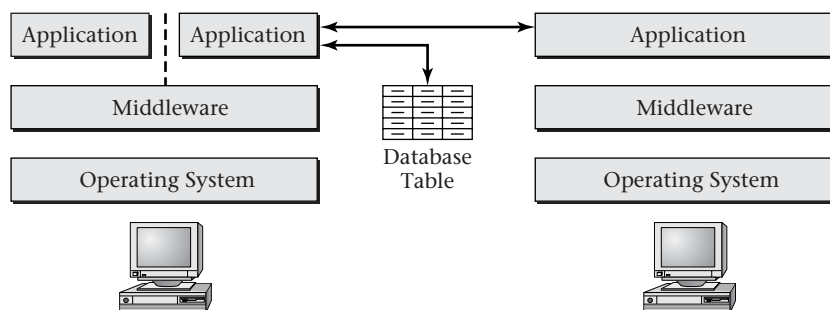 Application
Application
Application
Middleware
Middleware
Database
Table
Operating System
Operating System